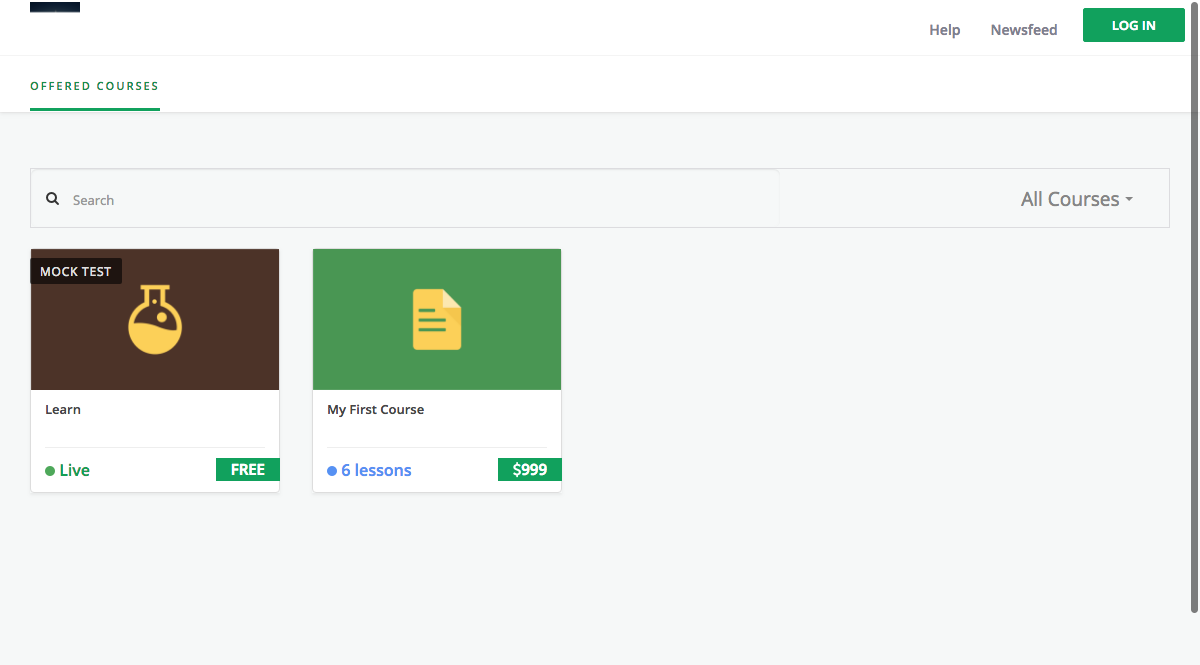 Help
Newsfeed
LOG IN
OFFERED COURSES
Search
All Courses
MOCK TEST
Learn
Live
FREE
My First Course
6 lessons
$999